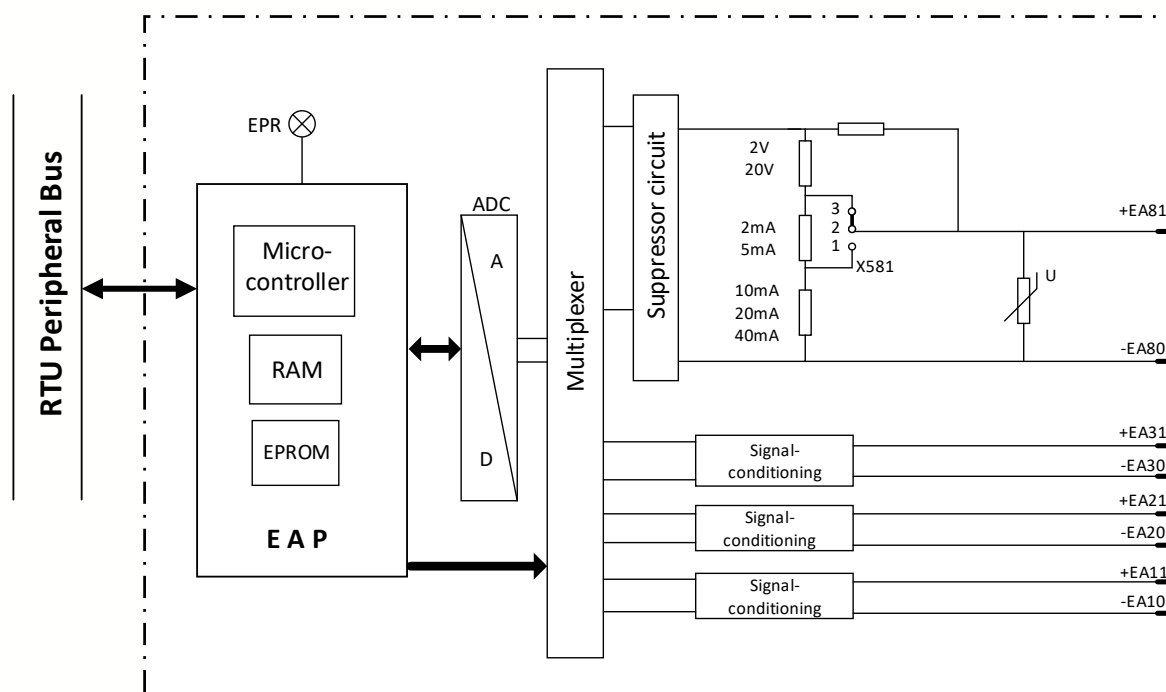 RTU Peripheral Bus
EPR
Micro-
controller
RAM
EPROM
E A P
ADC
A
D
Multiplexer
Suppressor circuit
2V
20V
2mA
5mA
10mA
20mA
40mA
3
2
1
X581
U
+EA81
-EA80
Signal-
conditioning
+EA31
-EA30
Signal-
conditioning
+EA21
-EA20
Signal-
conditioning
+EA11
-EA10